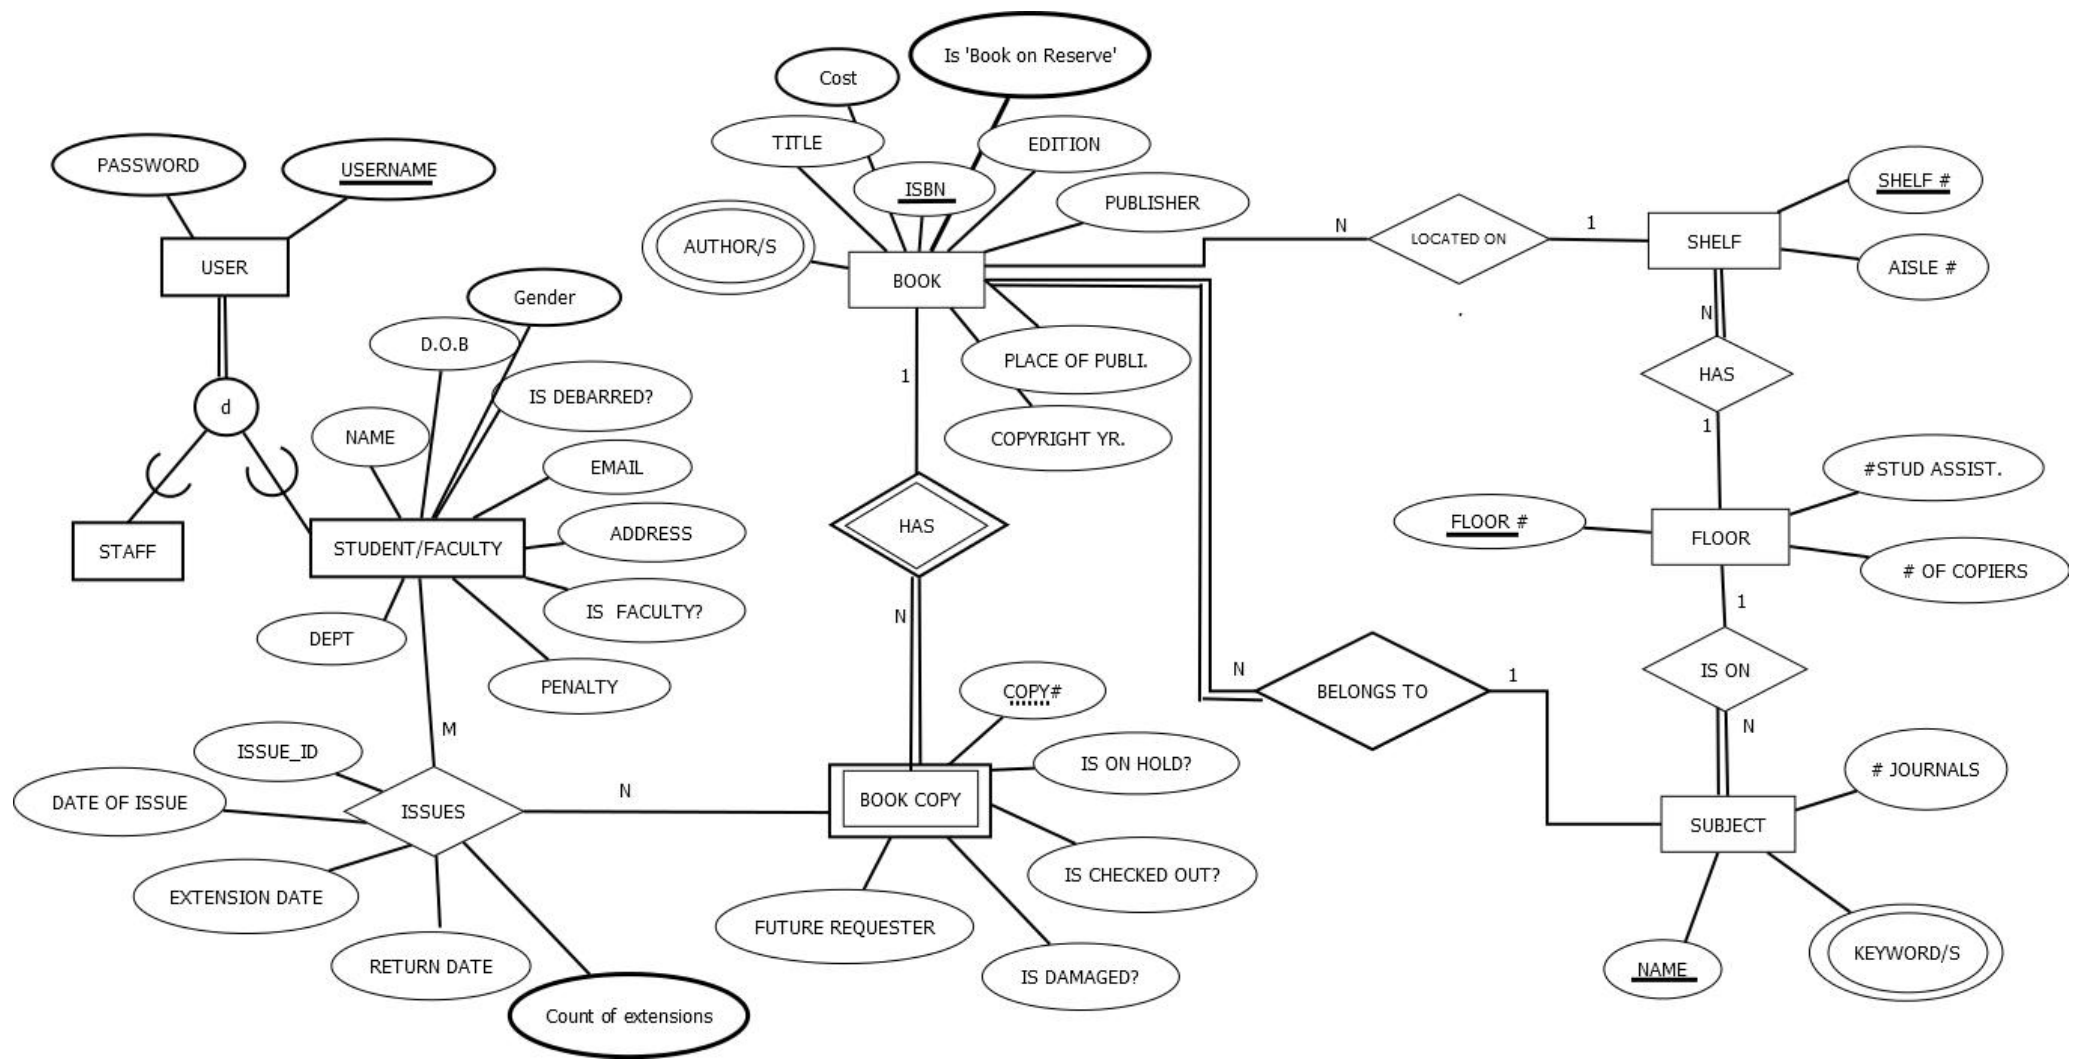 Is 'Book on Reserve'
Cost
TITLE
EDITION
PASSWORD
USERNAME
ISBN
PUBLISHER
SHELF #
AUTHOR/S
N
LOCATED ON
1
SHELF
AISLE #
USER
BOOK
Gender
D.O.B
N
PLACE OF PUBLI.
HAS
1
IS DEBARRED?
d
NAME
COPYRIGHT YR.
1
EMAIL
#STUD ASSIST.
FLOOR #
HAS
ADDRESS
FLOOR
STAFF
STUDENT/FACULTY
# OF COPIERS
IS FACULTY?
N
1
DEPT
N
BELONGS TO
1
IS ON
PENALTY
COPY#
M
N
ISSUE_ID
IS ON HOLD?
# JOURNALS
DATE OF ISSUE
ISSUES
N
BOOK COPY
SUBJECT
IS CHECKED OUT?
EXTENSION DATE
FUTURE REQUESTER
KEYWORD/S
RETURN DATE
IS DAMAGED?
NAME
Count of extensions